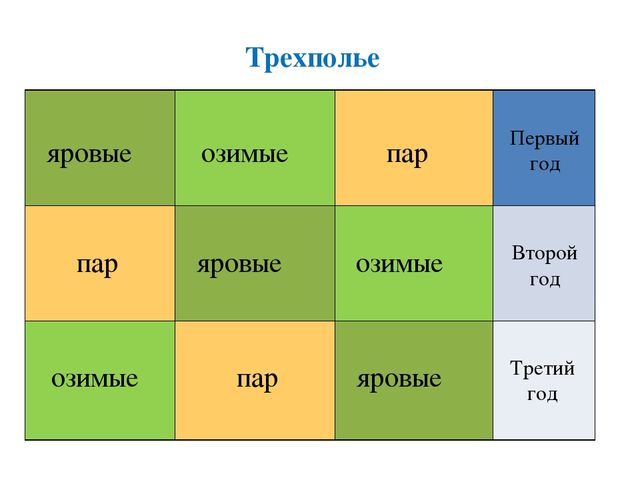 Трехполье
яровые озимые пар Первый год
пар яровые озимые Второй год
озимые пар яровые Третий год